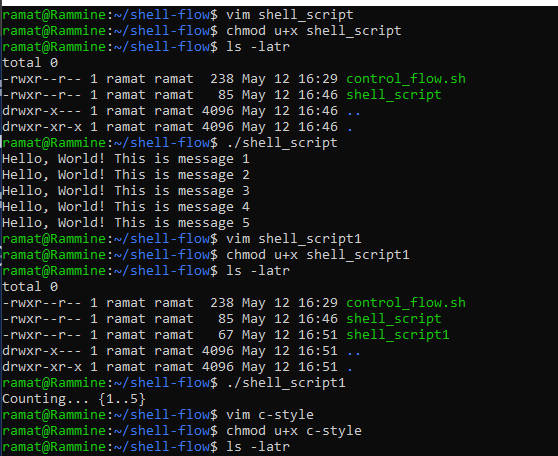 ramat@Rammine:~/shell-flow$ vim shell_script
ramat@Rammine:~/shell-flow$ chmod u+x shell_script
ramat@Rammine:~/shell-flow$ ls -latr
total 0
-rwxr--r-- 1 ramat ramat  238 May 12 16:29 control_flow.sh
-rwxr--r-- 1 ramat ramat   85 May 12 16:46 shell_script
drwxr-x--- 1 ramat ramat 4096 May 12 16:46 ..
drwxr-xr-x 1 ramat ramat 4096 May 12 16:46 .
ramat@Rammine:~/shell-flow$ ./shell_script
Hello, World! This is message 1
Hello, World! This is message 2
Hello, World! This is message 3
Hello, World! This is message 4
Hello, World! This is message 5
ramat@Rammine:~/shell-flow$ vim shell_script1
ramat@Rammine:~/shell-flow$ chmod u+x shell_script1
ramat@Rammine:~/shell-flow$ ls -latr
total 0
-rwxr--r-- 1 ramat ramat  238 May 12 16:29 control_flow.sh
-rwxr--r-- 1 ramat ramat   85 May 12 16:46 shell_script
-rwxr--r-- 1 ramat ramat   67 May 12 16:51 shell_script1
drwxr-x--- 1 ramat ramat 4096 May 12 16:51 ..
drwxr-xr-x 1 ramat ramat 4096 May 12 16:51 .
ramat@Rammine:~/shell-flow$ ./shell_script1
Counting... {1..5}
ramat@Rammine:~/shell-flow$ vim c-style
ramat@Rammine:~/shell-flow$ chmod u+x c-style
ramat@Rammine:~/shell-flow$ ls -latr